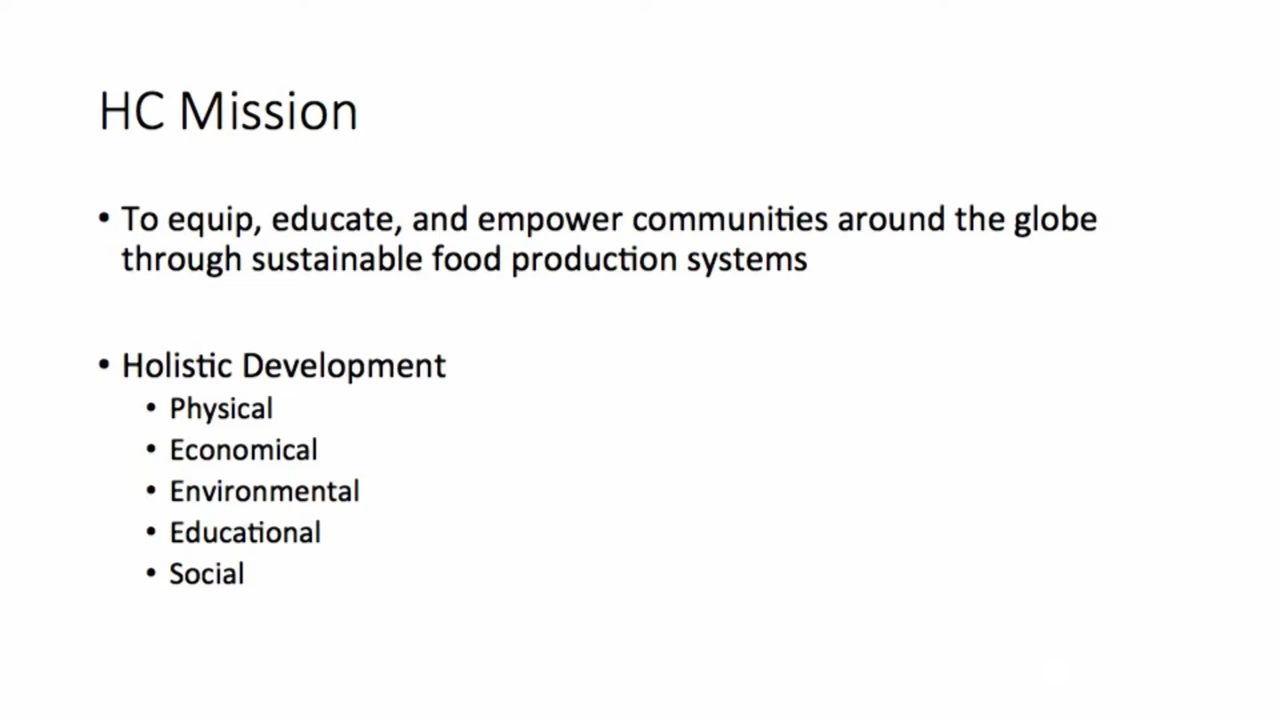 HC Mission
• To equip, educate, and empower communities around the globe
through sustainable food production systems
• Holistic Development
• Physical
• Economical
• Environmental
• Educational
• Social